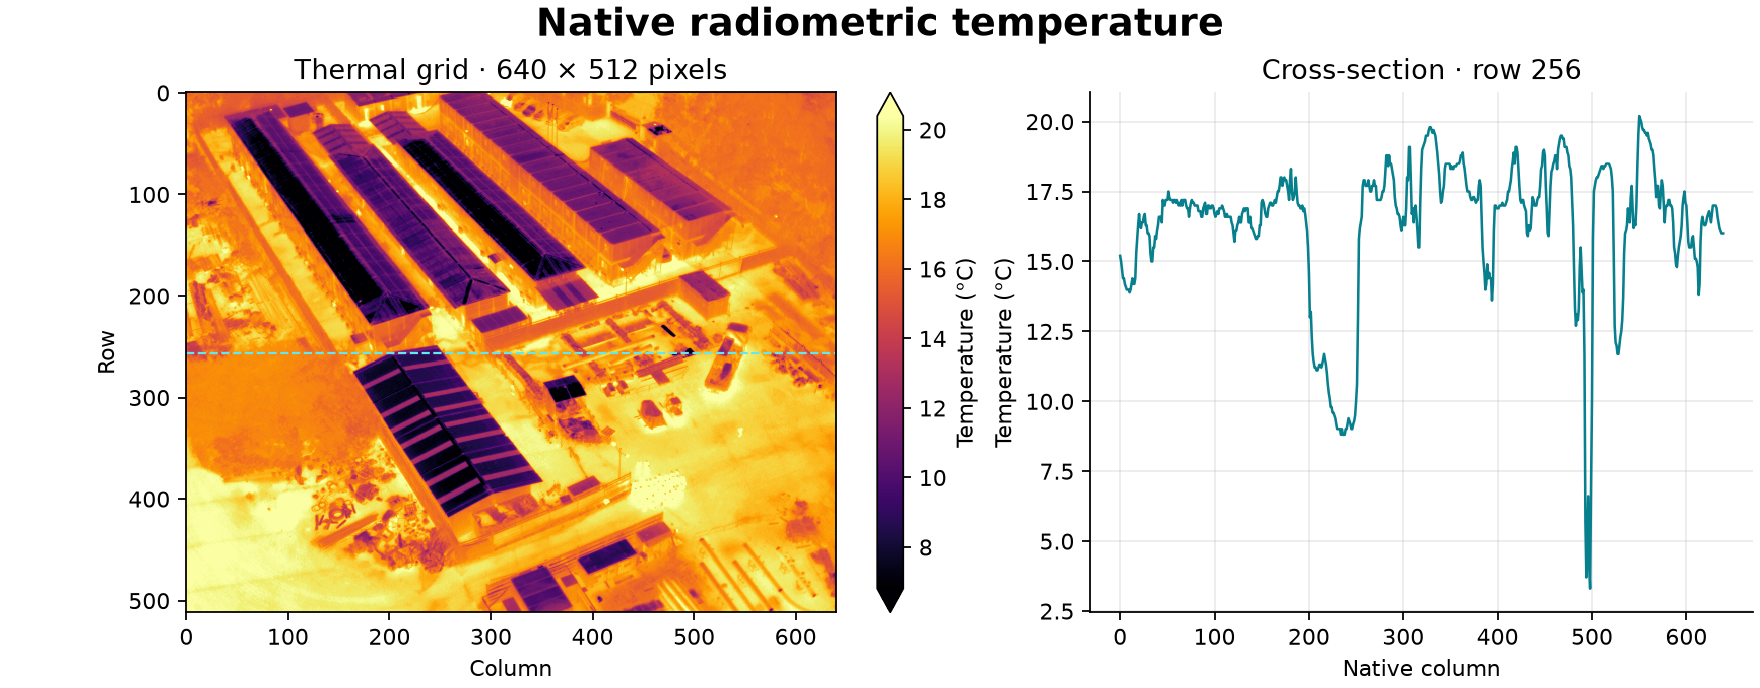 Native radiometric temperature
Thermal grid · 640 × 512 pixels
0
100
200
300
400
500
Row
0 100 200 300 400 500 600
Column
20
18
16
14
12
10
8
Temperature (°C)
Cross-section · row 256
20.0
17.5
15.0
12.5
10.0
7.5
5.0
2.5
Temperature (°C)
0 100 200 300 400 500 600
Native column